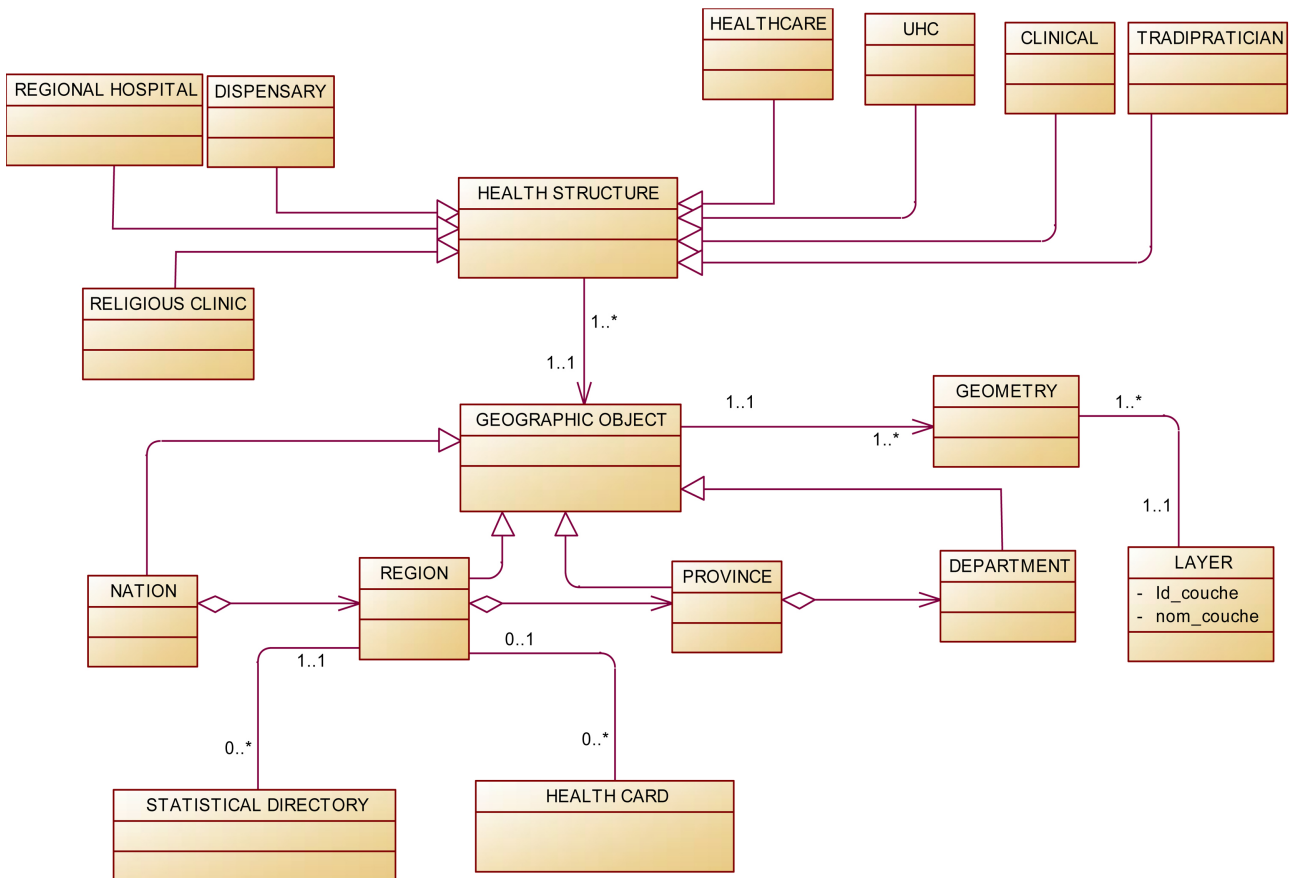 HEALTHCARE
UHC
CLINICAL
TRADIPRATICIAN
REGIONAL HOSPITAL
DISPENSARY
HEALTH STRUCTURE
RELIGIOUS CLINIC
1..*
1..1
GEOGRAPHIC OBJECT
1..1
1..*
GEOMETRY
1..*
1..1
NATION
REGION
PROVINCE
DEPARTMENT
LAYER
- Id_couche
- nom_couche
1..1
0..1
0..*
0..*
STATISTICAL DIRECTORY
HEALTH CARD